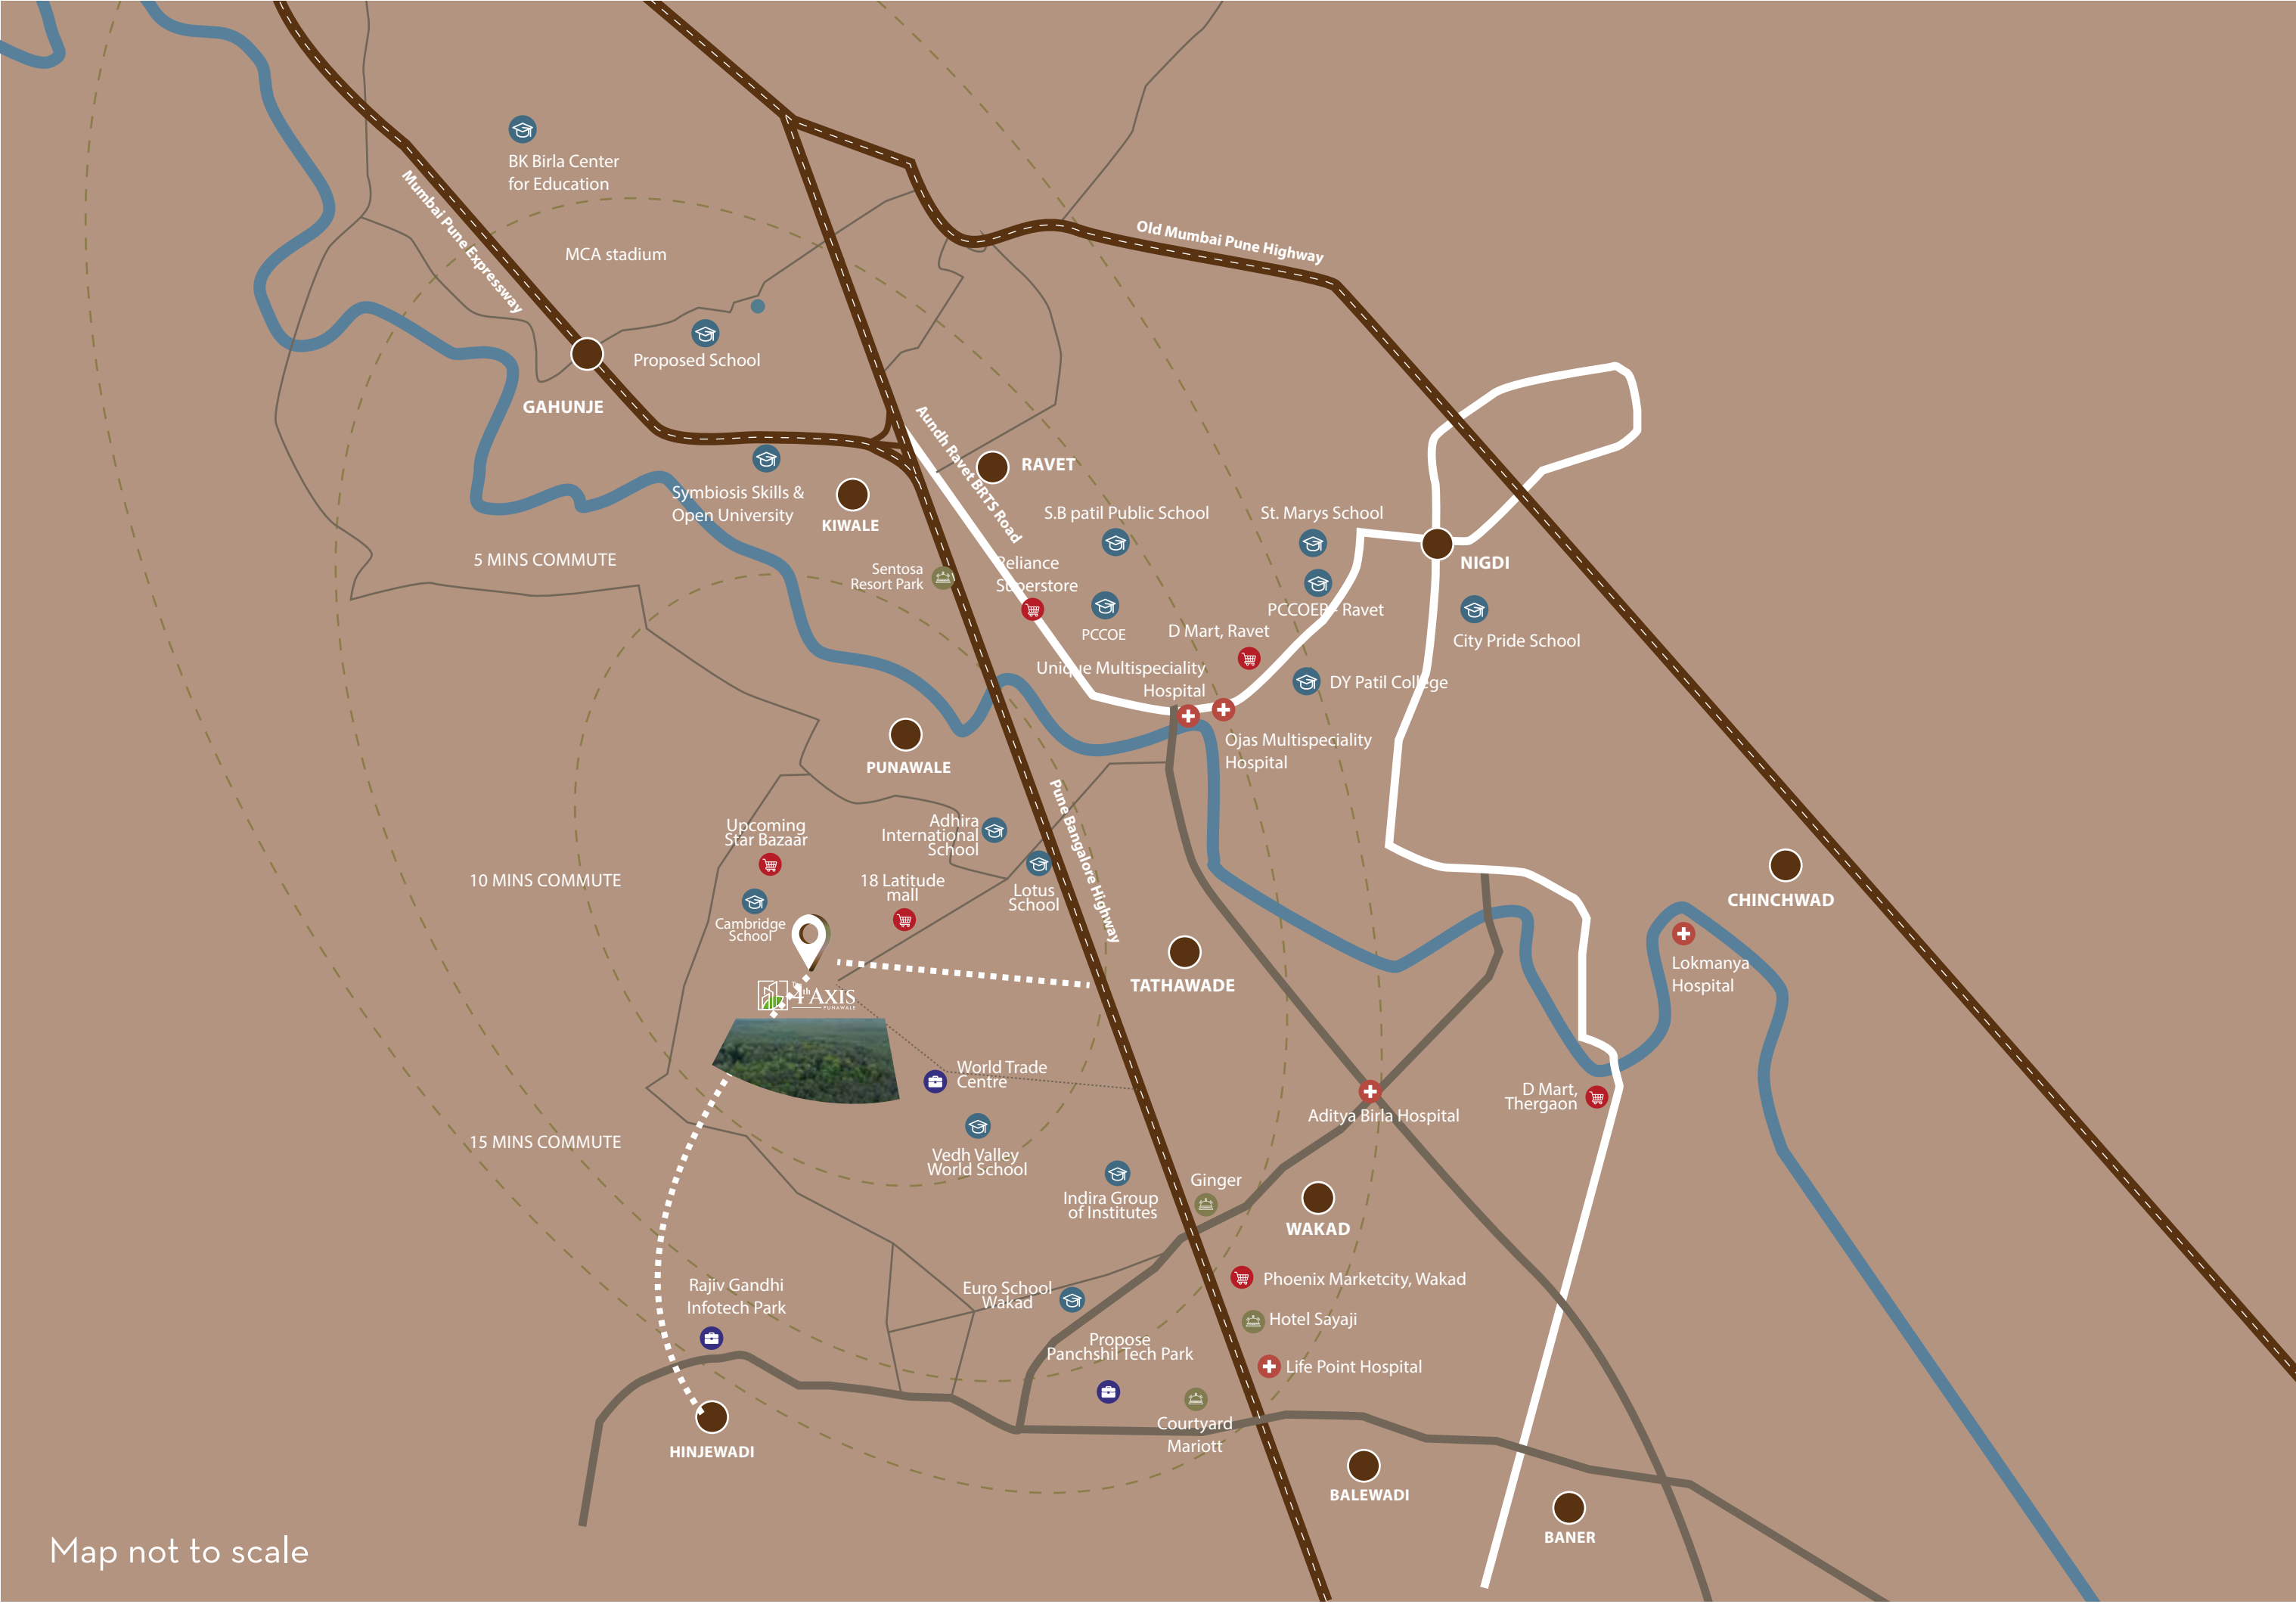 BK Birla Center
for Education
Mumbai Pune Expressway
MCA stadium
Old Mumbai Pune Highway
Proposed School
GAHUNJE
Aundh Ravet BRTS Road
RAVET
Symbiosis Skills &
Open University
KIWALE
S.B patil Public School
St. Marys School
NIGDI
5 MINS COMMUTE
Sentosa
Resort Park
Reliance
Superstore
PCCOE
PCCOER - Ravet
D Mart, Ravet
City Pride School
Unique Multispeciality
Hospital
DY Patil College
Ojas Multispeciality
Hospital
PUNAWALE
Pune Bangalore Highway
Upcoming
Star Bazaar
Adhira
International
School
10 MINS COMMUTE
18 Latitude
mall
Lotus
School
CHINCHWAD
Cambridge
School
TATHAWADE
Lokmanya
Hospital
4th AXIS
PUNAWALE
World Trade
Centre
D Mart,
Thergaon
Aditya Birla Hospital
15 MINS COMMUTE
Vedh Valley
World School
Indira Group
of Institutes
Ginger
WAKAD
Rajiv Gandhi
Infotech Park
Euro School
Wakad
Phoenix Marketcity, Wakad
Hotel Sayaji
Propose
Panchshil Tech Park
Life Point Hospital
Courtyard
Mariott
HINJEWADI
BALEWADI
BANER
Map not to scale